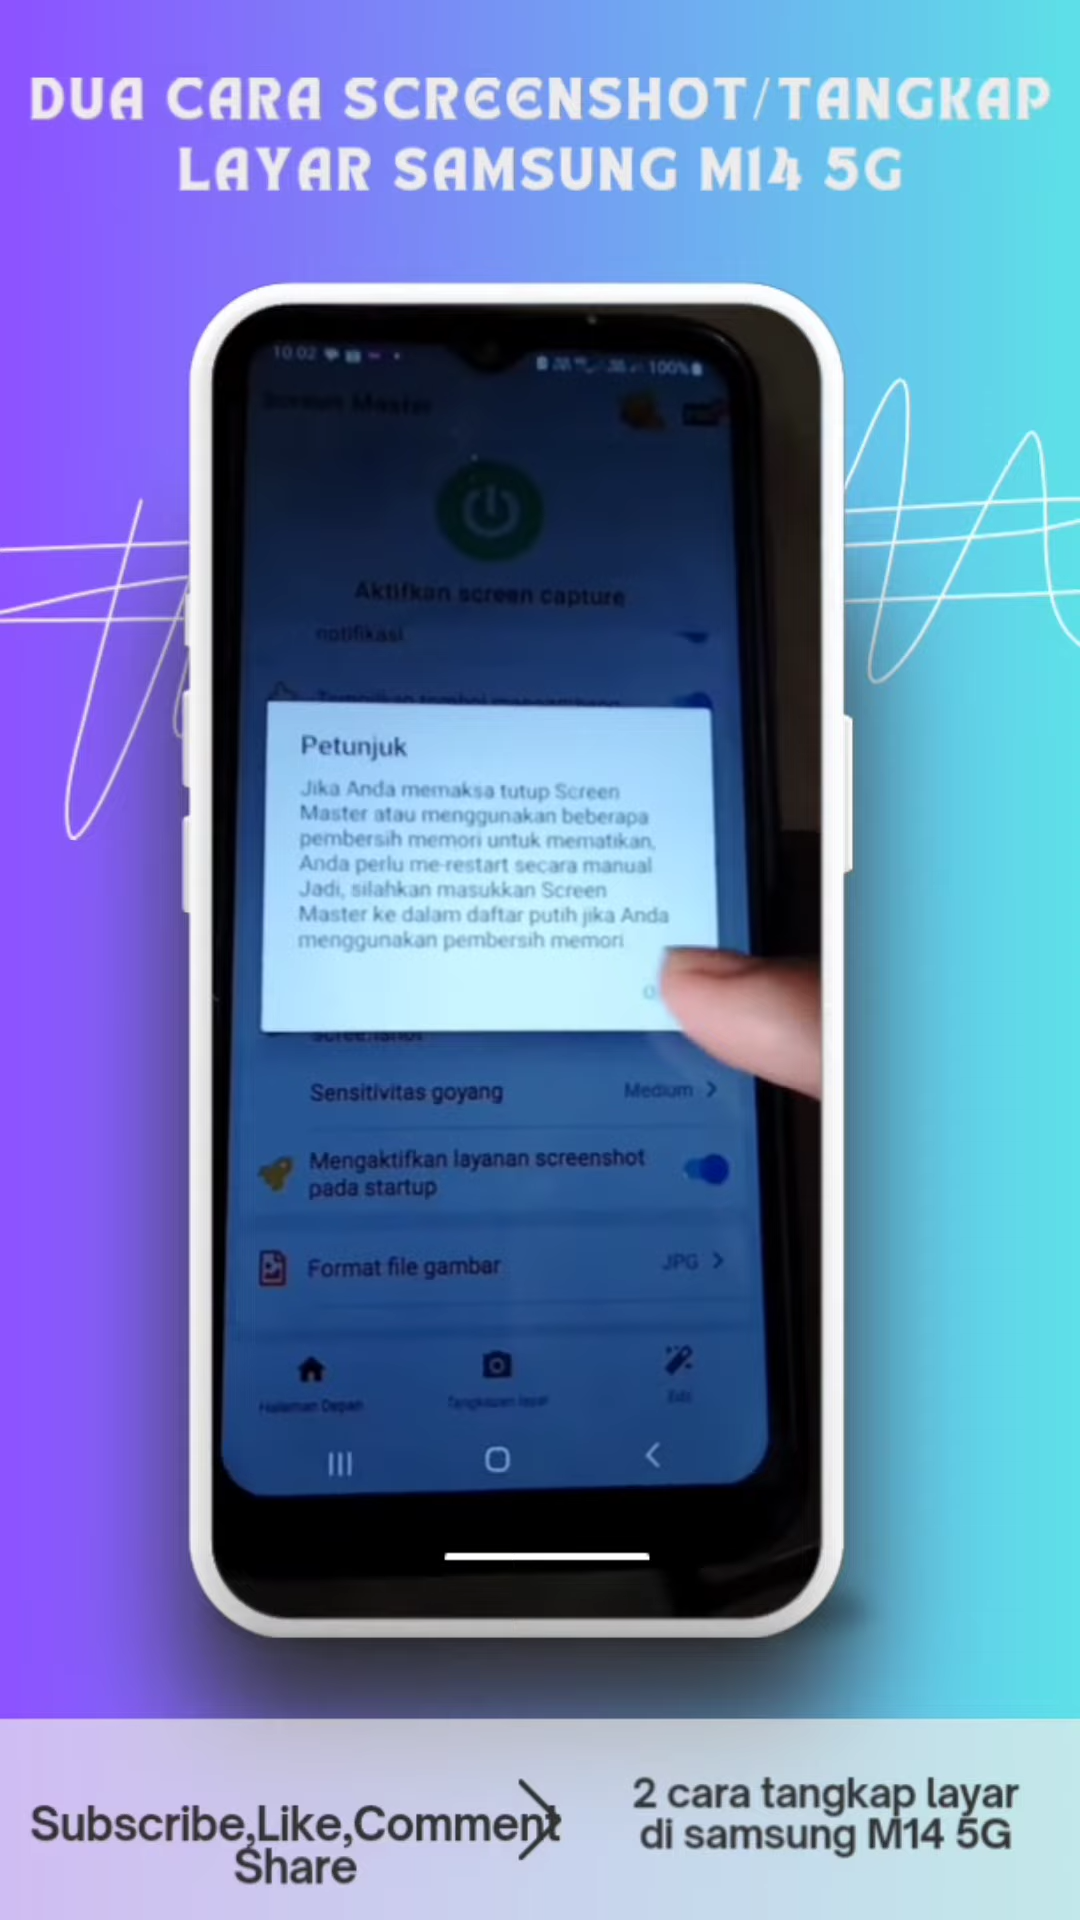 DUA CARA SCREENSHOT/TANGKAP
LAYAR SAMSUNG M14 5G
10.02
100%
Screen Master
Aktifkan screen capture
notifikasi
Petunjuk
Jika Anda memaksa tutup Screen
Master atau menggunakan beberapa
pembersih memori untuk mematikan,
Anda perlu me-restart secara manual
Jadi, silahkan masukkan Screen
Master ke dalam daftar putih jika Anda
menggunakan pembersih memori
screenshot
Sensitivitas goyang
Medium
Mengaktifkan layanan screenshot
pada startup
Format file gambar
JPG
Halaman Depan
Tangkapan layar
Edit
Subscribe,Like,Comment
Share
2 cara tangkap layar
di samsung M14 5G